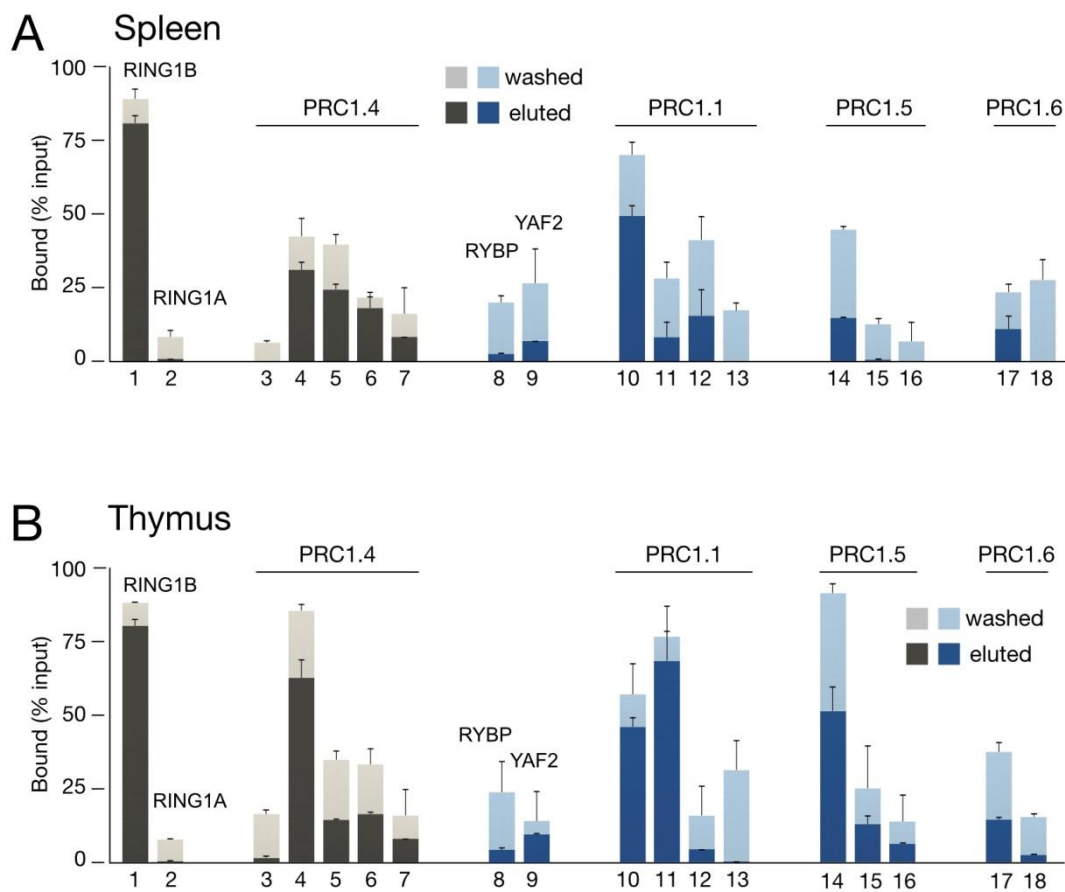 A Spleen
100
75
50
25
0
Bound (% input)
RING1B
RING1A
PRC1.4
washed
eluted
RYBP
YAF2
PRC1.1
PRC1.5
PRC1.6
1 2 3 4 5 6 7 8 9 10 11 12 13 14 15 16 17 18
B Thymus
100
75
50
25
0
Bound (% input)
RING1B
RING1A
PRC1.4
RYBP
YAF2
PRC1.1
PRC1.5
PRC1.6
washed
eluted
1 2 3 4 5 6 7 8 9 10 11 12 13 14 15 16 17 18